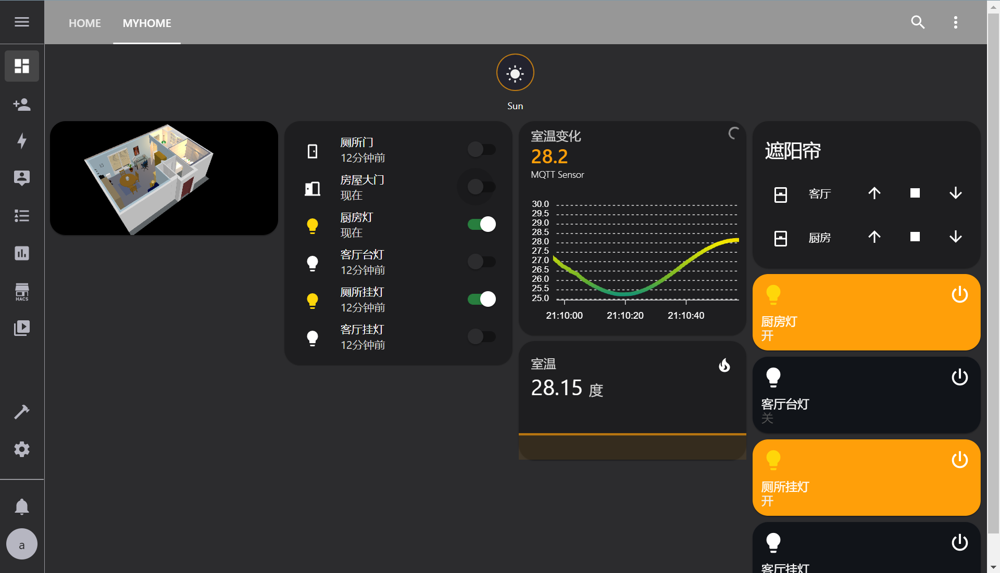 HOME
MYHOME
Sun
厕所门
12分钟前
房屋大门
现在
厨房灯
现在
客厅台灯
12分钟前
厕所挂灯
12分钟前
客厅挂灯
12分钟前
室温变化
28.2
MQTT Sensor
30.0
29.5
29.0
28.5
28.0
27.5
27.0
26.5
26.0
25.5
25.0
21:10:00 21:10:20 21:10:40
室温
28.15 度
遮阳帘
客厅
厨房
厨房灯
开
客厅台灯
关
厕所挂灯
开
客厅挂灯
HACS
a